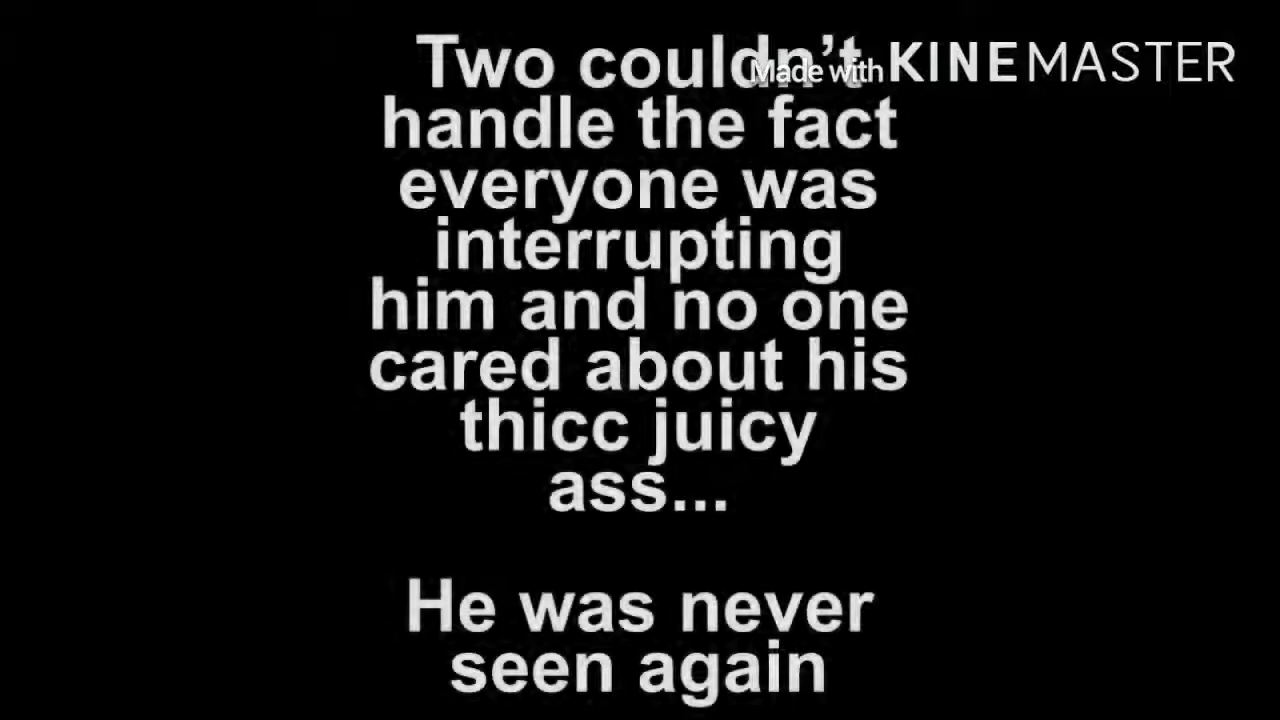 Two couldn't
Made with KINEMASTER
handle the fact
everyone was
interrupting
him and no one
cared about his
thicc juicy
ass...
He was never
seen again